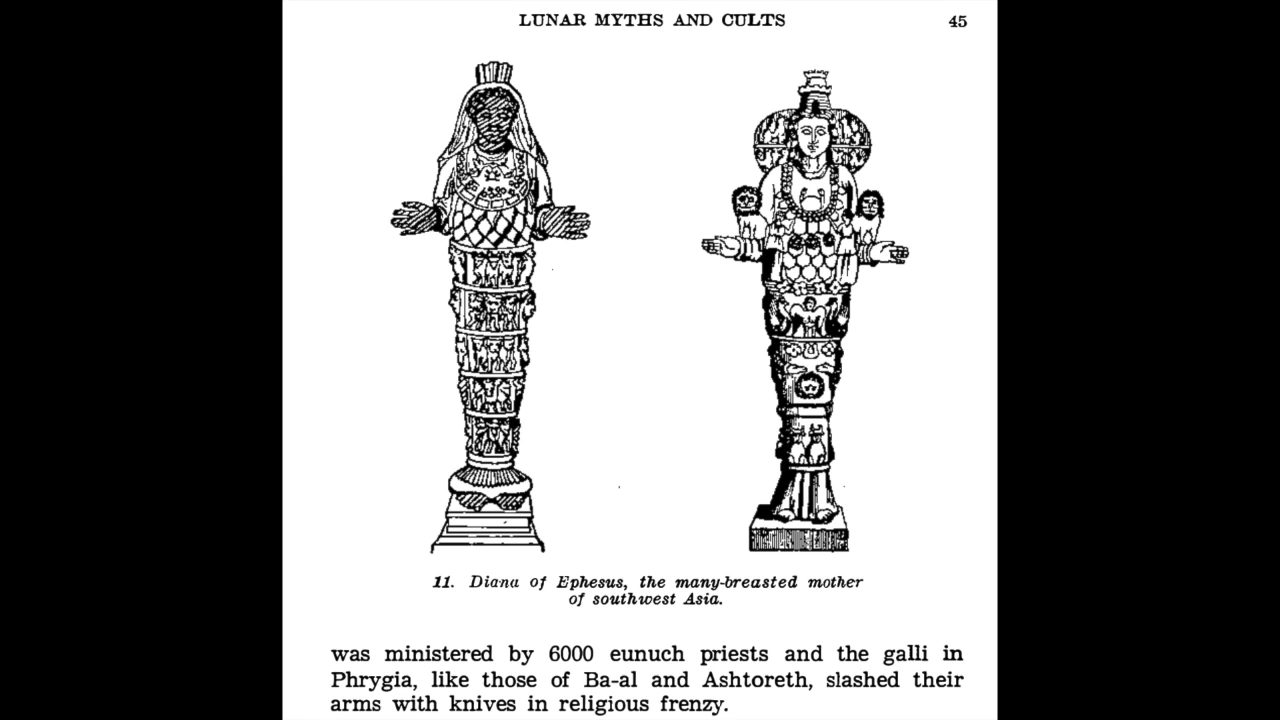 LUNAR MYTHS AND CULTS 45
11. Diana of Ephesus, the many-breasted mother
of southwest Asia.
was ministered by 6000 eunuch priests and the galli in
Phrygia, like those of Ba-al and Ashtoreth, slashed their
arms with knives in religious frenzy.